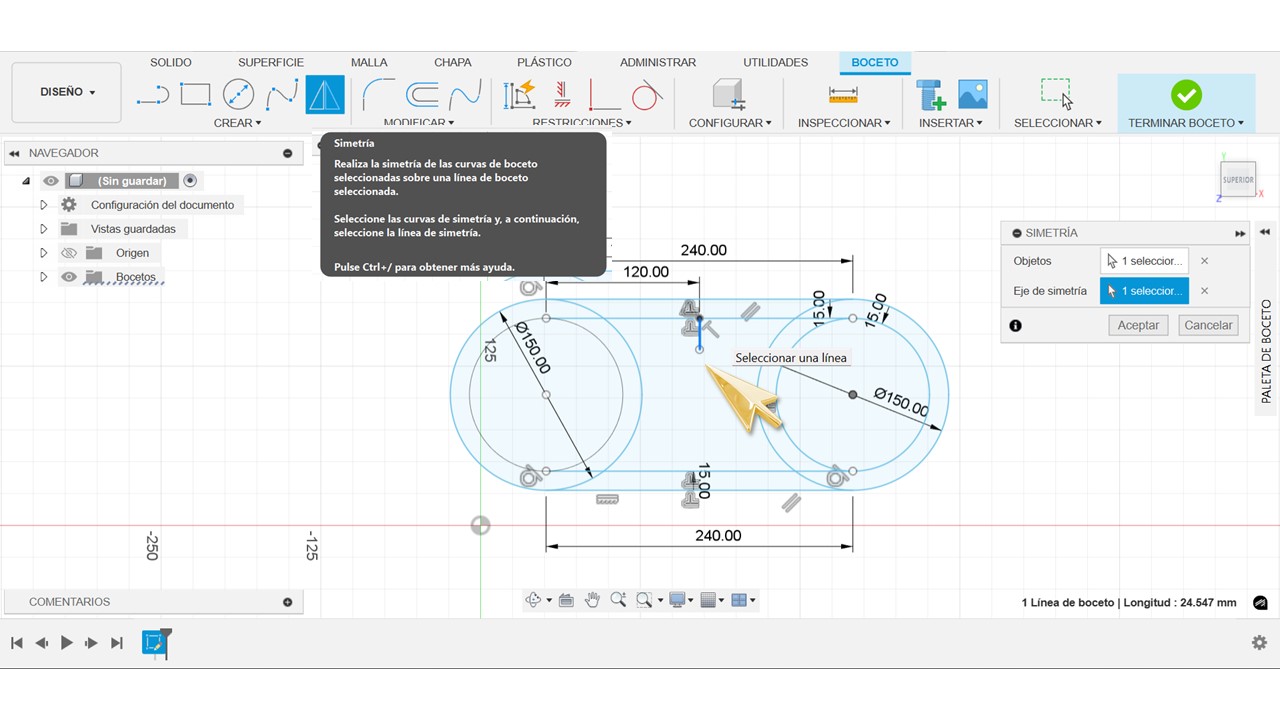 SOLIDO SUPERFICIE MALLA CHAPA PLÁSTICO ADMINISTRAR UTILIDADES BOCETO
DISEÑO
CREAR MODIFICAR RESTRICCIONES CONFIGURAR INSPECCIONAR INSERTAR SELECCIONAR TERMINAR BOCETO
NAVEGADOR
(Sin guardar)
Configuración del documento
Vistas guardadas
Origen
Bocetos
Simetría
Realiza la simetría de las curvas de boceto
seleccionadas sobre una línea de boceto
seleccionada.
Seleccione las curvas de simetría y, a continuación,
seleccione la línea de simetría.
Pulse Ctrl+/ para obtener más ayuda.
SUPERIOR
Y
X
Z
SIMETRÍA
Objetos 1 seleccior...
Eje de simetría 1 seleccior...
Aceptar Cancelar
PALETA DE BOCETO
240.00
120.00
15.00
15.00
Ø150.00
125
Seleccionar una línea
Ø150.00
15.00
240.00
-250
-125
COMENTARIOS
1 Línea de boceto | Longitud : 24.547 mm